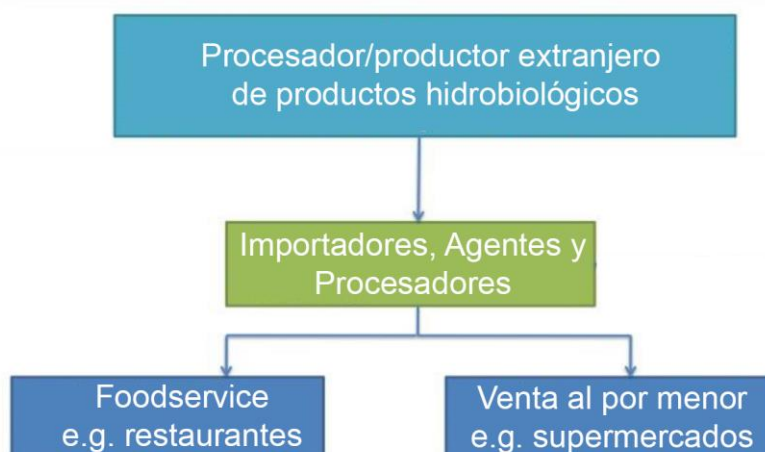 Procesador/productor extranjero
de productos hidrobiológicos
Importadores, Agentes y
Procesadores
Foodservice
e.g. restaurantes
Venta al por menor
e.g. supermercados